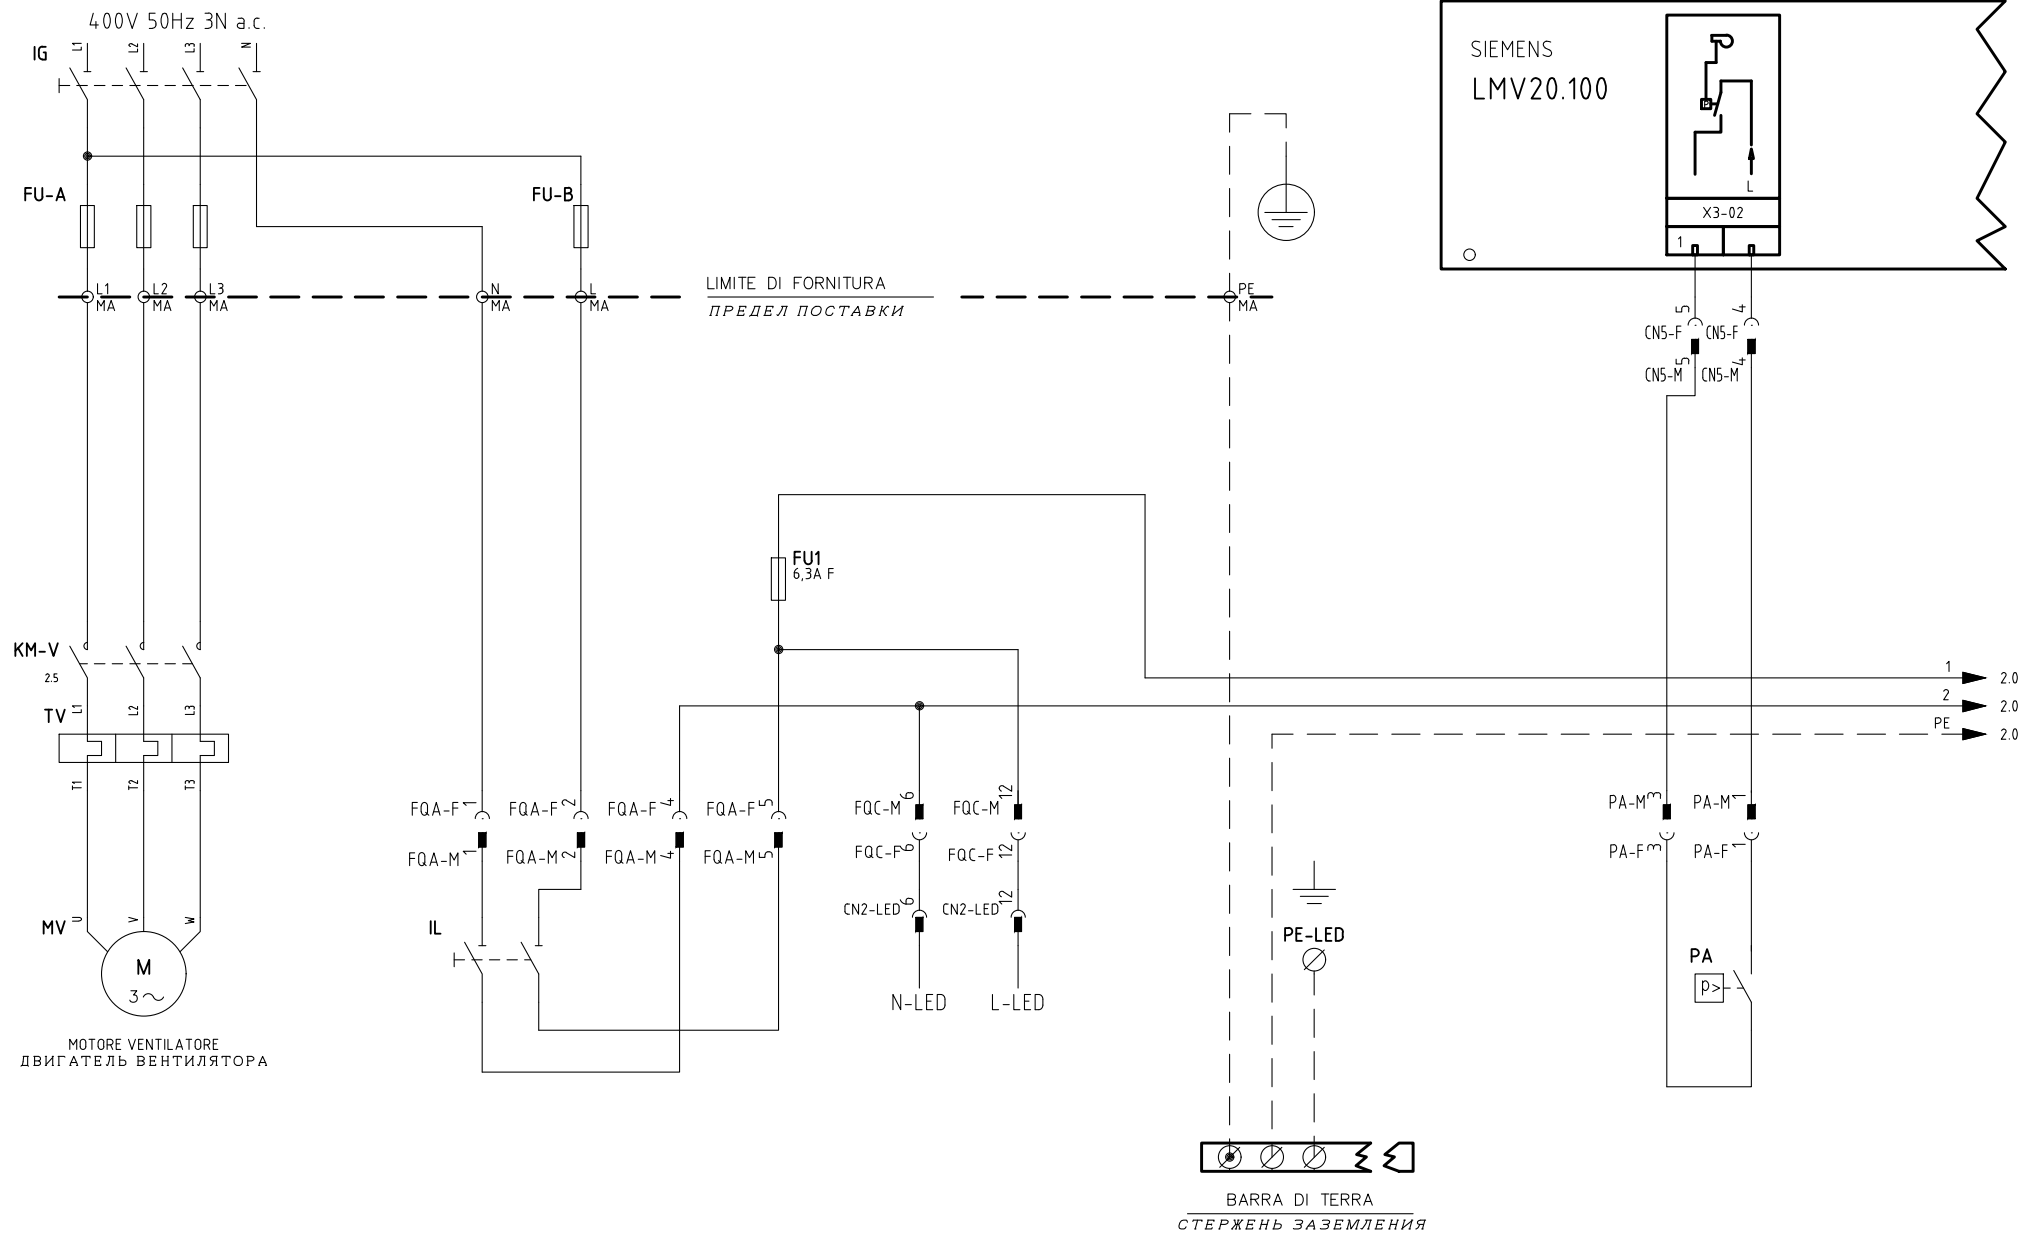 400V 50Hz 3N a.c.
IG
L1
L2
L3
N
SIEMENS
LMV20.100
L
X3-02
1
FU-A
FU-B
L1
MA
L2
MA
L3
MA
N
MA
L
MA
LIMITE DI FORNITURA
ПРЕДЕЛ ПОСТАВКИ
PE
MA
5
4
CN5-F
CN5-F
5
4
CN5-M
CN5-M
FU1
6,3A F
KM-V
2.5
TV
L1
L2
L3
T1
T2
T3
1
2.0
2
2.0
PE
2.0
FQA-F 1
FQA-F 2
FQA-F 4
FQA-F 5
FQC-M 6
FQC-M 12
PA-M 3
PA-M 1
FQA-M 1
FQA-M 2
FQA-M 4
FQA-M 5
FQC-F 6
FQC-F 12
PA-F 3
PA-F 1
CN2-LED 6
CN2-LED 12
MV
U
V
W
M
3
IL
N-LED
L-LED
PE-LED
PA
P>
MOTORE VENTILATORE
ДВИГАТЕЛЬ ВЕНТИЛЯТОРА
BARRA DI TERRA
СТЕРЖЕНЬ ЗАЗЕМЛЕНИЯ